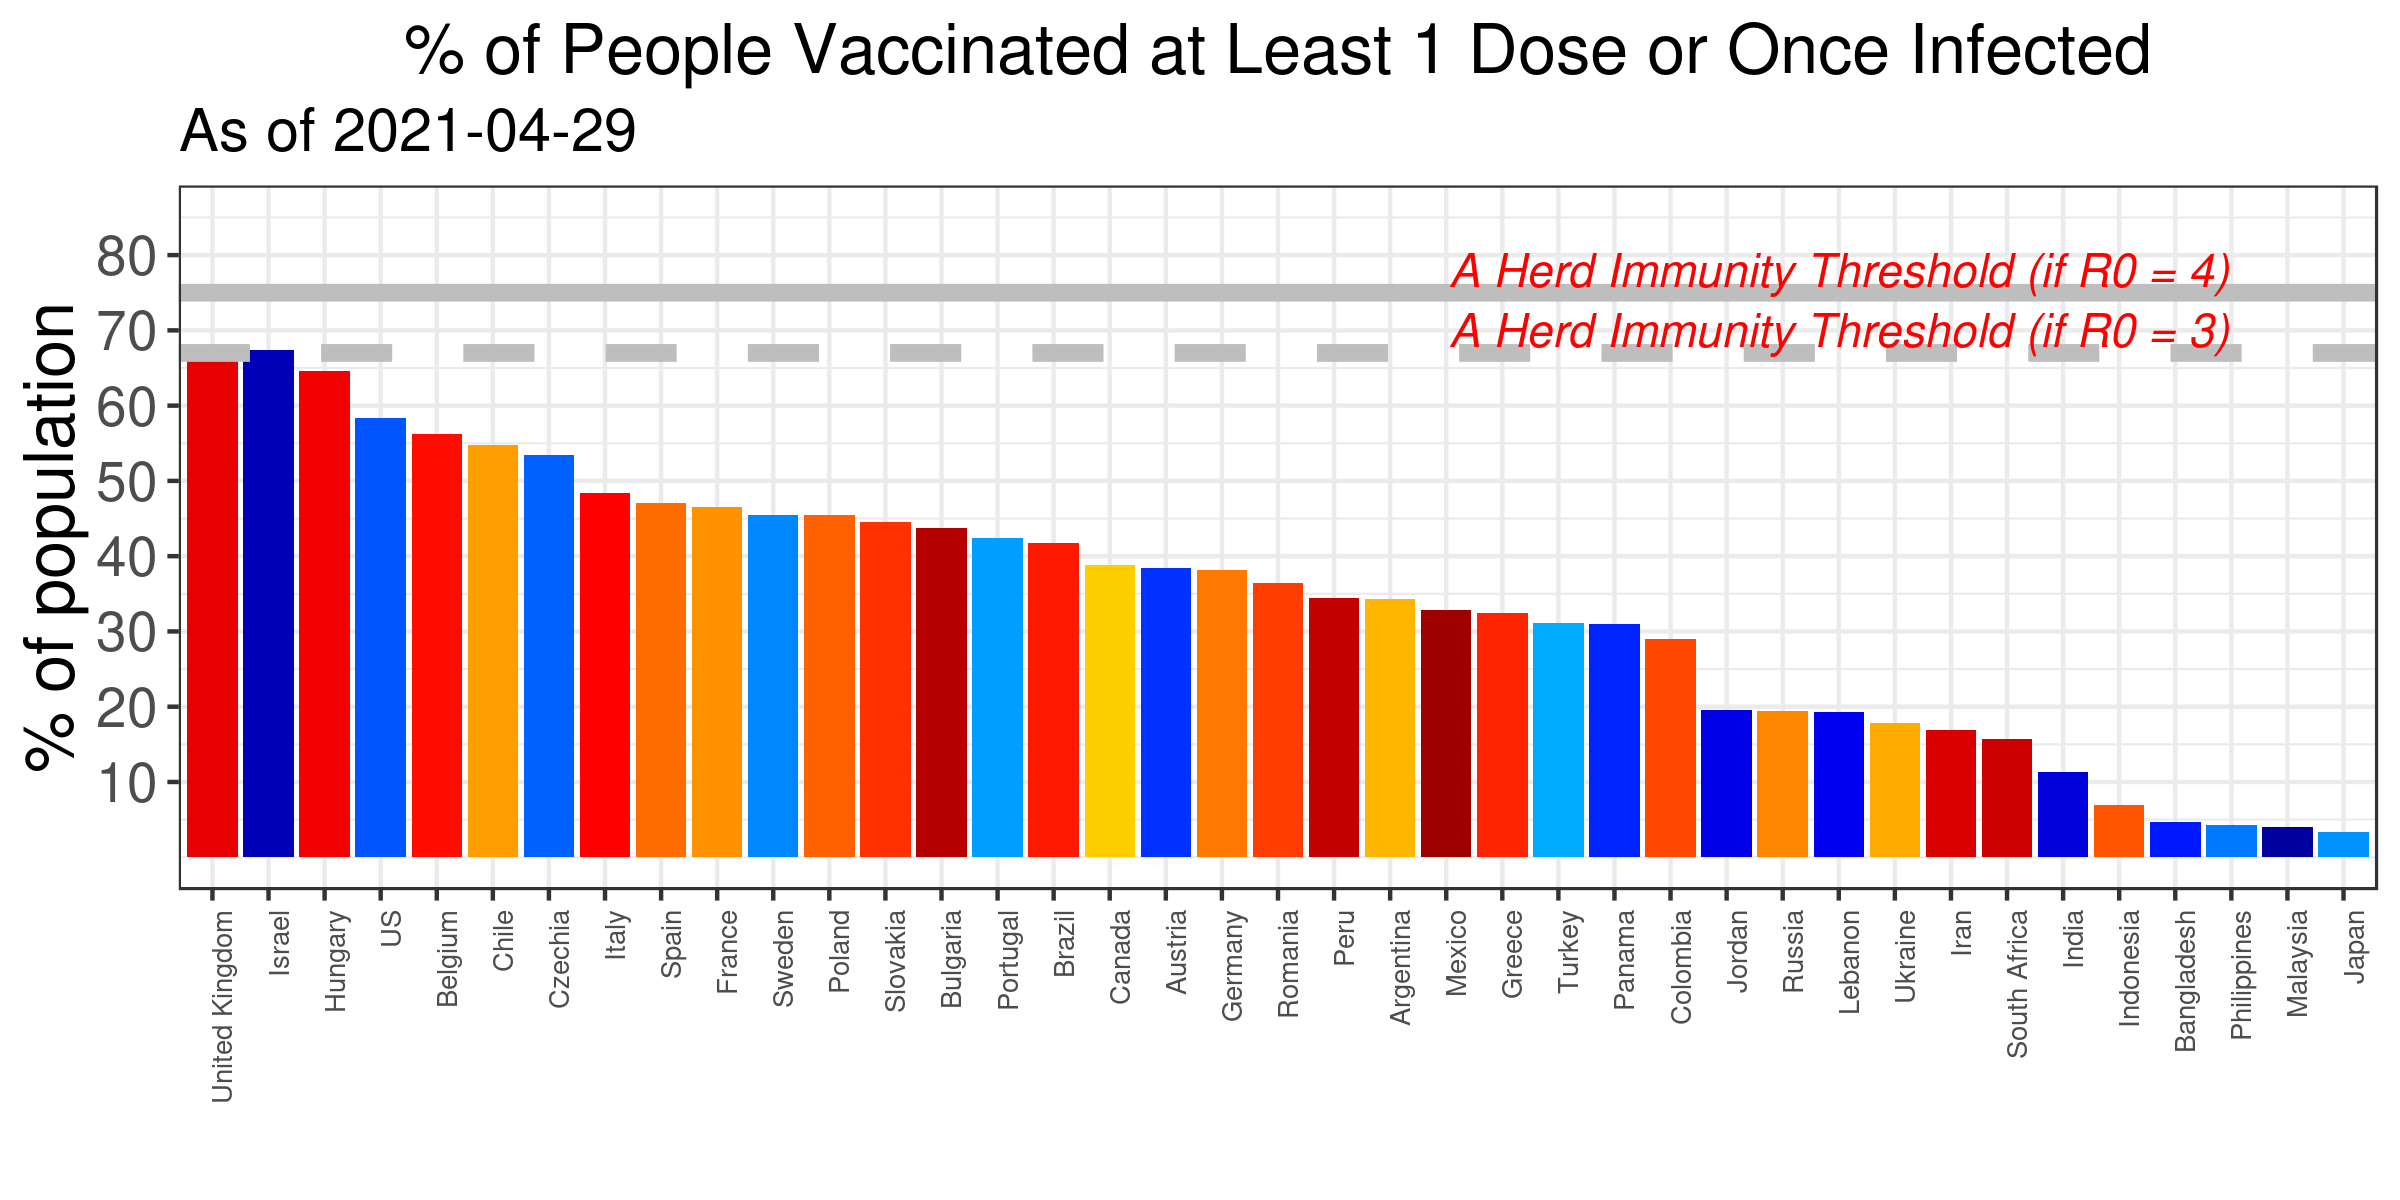 % of People Vaccinated at Least 1 Dose or Once Infected
As of 2021-04-29
% of population
80
70
60
50
40
30
20
10
A Herd Immunity Threshold (if R0 = 4)
A Herd Immunity Threshold (if R0 = 3)
United Kingdom
Israel
Hungary
US
Belgium
Chile
Czechia
Italy
Spain
France
Sweden
Poland
Slovakia
Bulgaria
Portugal
Brazil
Canada
Austria
Germany
Romania
Peru
Argentina
Mexico
Greece
Turkey
Panama
Colombia
Jordan
Russia
Lebanon
Ukraine
Iran
South Africa
India
Indonesia
Bangladesh
Philippines
Malaysia
Japan